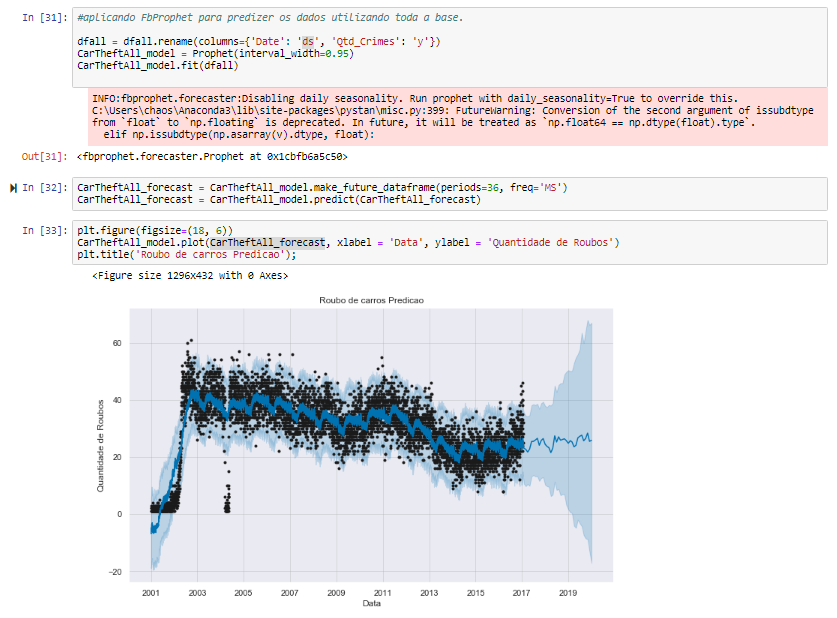 In [31]: #aplicando FbProphet para predizer os dados utilizando toda a base.
dfall = dfall.rename(columns={'Date': 'ds', 'Qtd_Crimes': 'y'})
CarTheftAll_model = Prophet(interval_width=0.95)
CarTheftAll_model.fit(dfall)
INFO:fbprophet.forecaster:Disabling daily seasonality. Run prophet with daily_seasonality=True to override this.
C:\Users\chaos\Anaconda3\lib\site-packages\pystan\misc.py:399: FutureWarning: Conversion of the second argument of issubdtype
from `float` to `np.floating` is deprecated. In future, it will be treated as `np.float64 == np.dtype(float).type`.
elif np.issubdtype(np.asarray(v).dtype, float):
Out[31]: <fbprophet.forecaster.Prophet at 0x1cbfb6a5c50>
In [32]: CarTheftAll_forecast = CarTheftAll_model.make_future_dataframe(periods=36, freq='MS')
CarTheftAll_forecast = CarTheftAll_model.predict(CarTheftAll_forecast)
In [33]: plt.figure(figsize=(18, 6))
CarTheftAll_model.plot(CarTheftAll_forecast, xlabel = 'Data', ylabel = 'Quantidade de Roubos')
plt.title('Roubo de carros Predicao');
<Figure size 1296x432 with 0 Axes>
Roubo de carros Predicao
60
40
20
0
−20
Quantidade de Roubos
2001 2003 2005 2007 2009 2011 2013 2015 2017 2019
Data